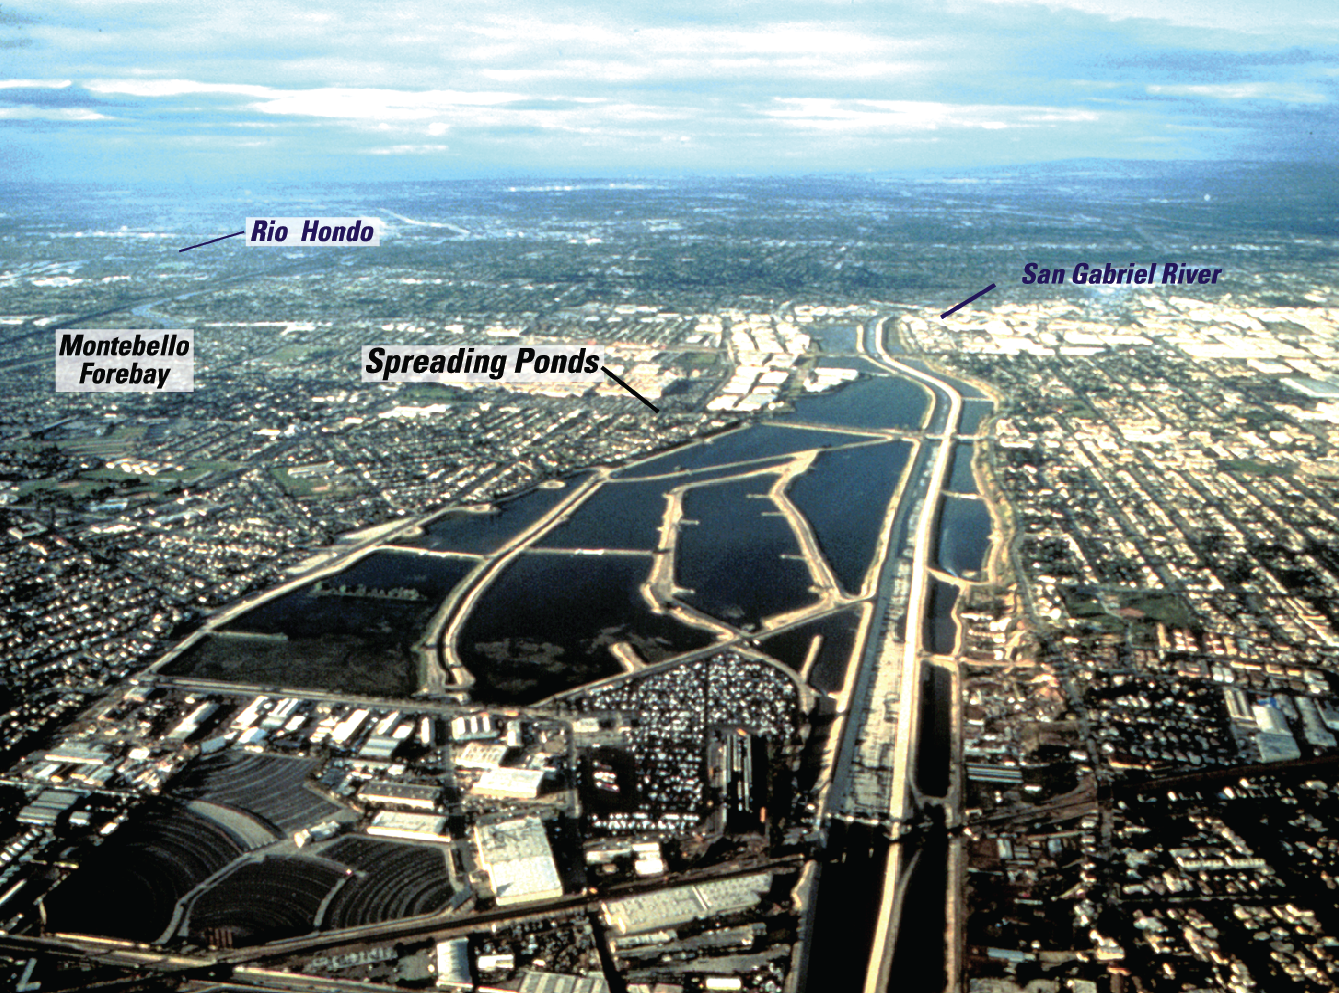 Rio Hondo
San Gabriel River
Montebello
Forebay
Spreading Ponds